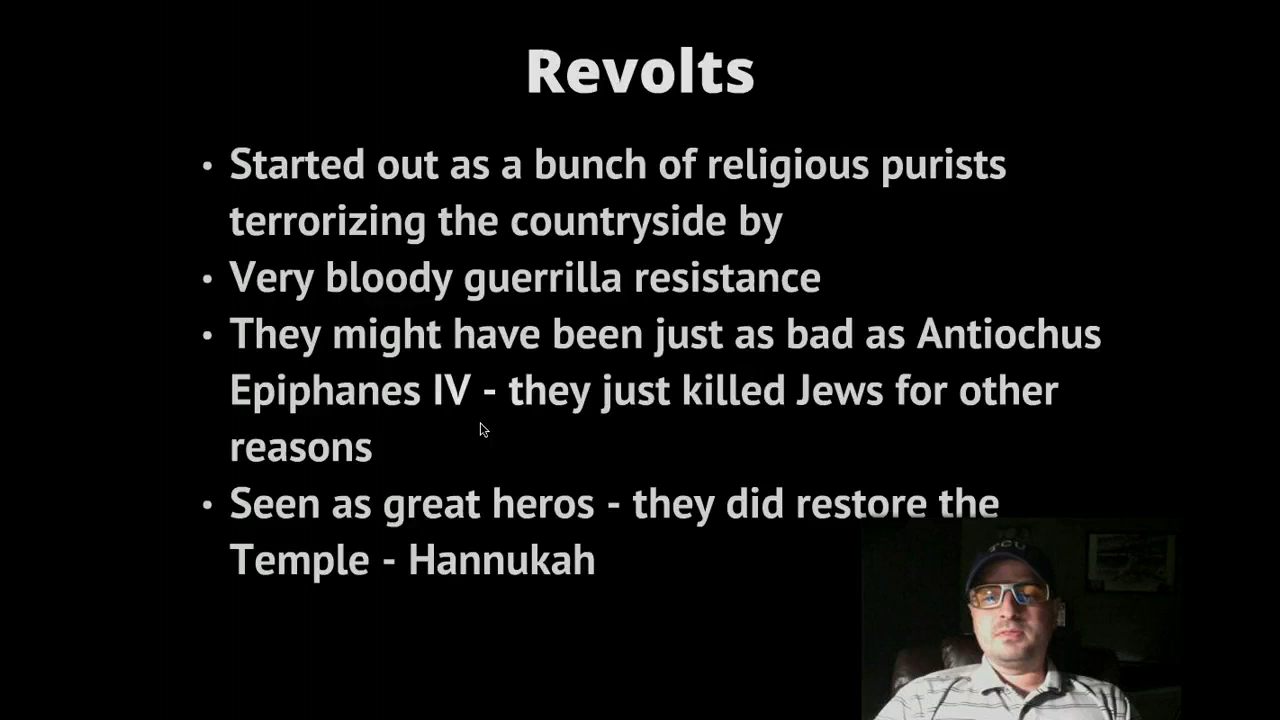 Revolts
• Started out as a bunch of religious purists
terrorizing the countryside by
• Very bloody guerrilla resistance
• They might have been just as bad as Antiochus
Epiphanes IV - they just killed Jews for other
reasons
• Seen as great heros - they did restore the
Temple - Hannukah
TCU